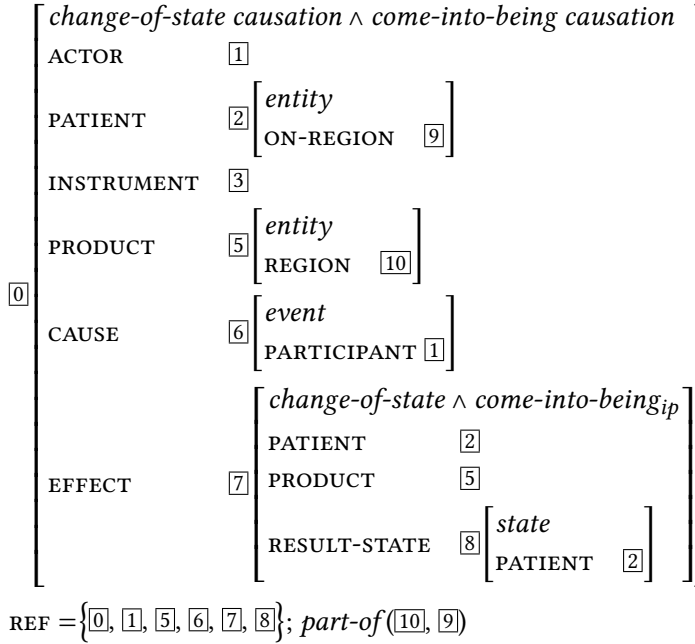 change-of-state causation ∧ come-into-being causation
ACTOR 1
PATIENT 2 entity
ON-REGION 9
INSTRUMENT 3
PRODUCT 5 entity
REGION 10
0
CAUSE 6 event
PARTICIPANT 1
change-of-state ∧ come-into-being_ip
PATIENT 2
EFFECT 7 PRODUCT 5
RESULT-STATE 8 state
PATIENT 2
REF = {0, 1, 5, 6, 7, 8}; part-of(10, 9)